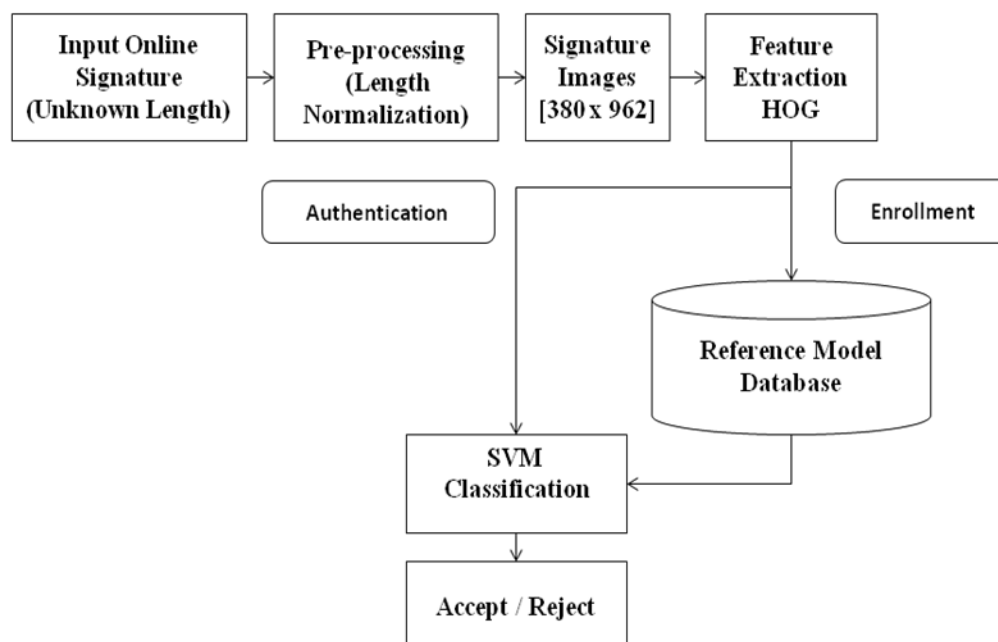 Input Online
Signature
(Unknown Length)
Pre-processing
(Length
Normalization)
Signature
Images
[380 x 962]
Feature
Extraction
HOG
Authentication
Enrollment
Reference Model
Database
SVM
Classification
Accept / Reject